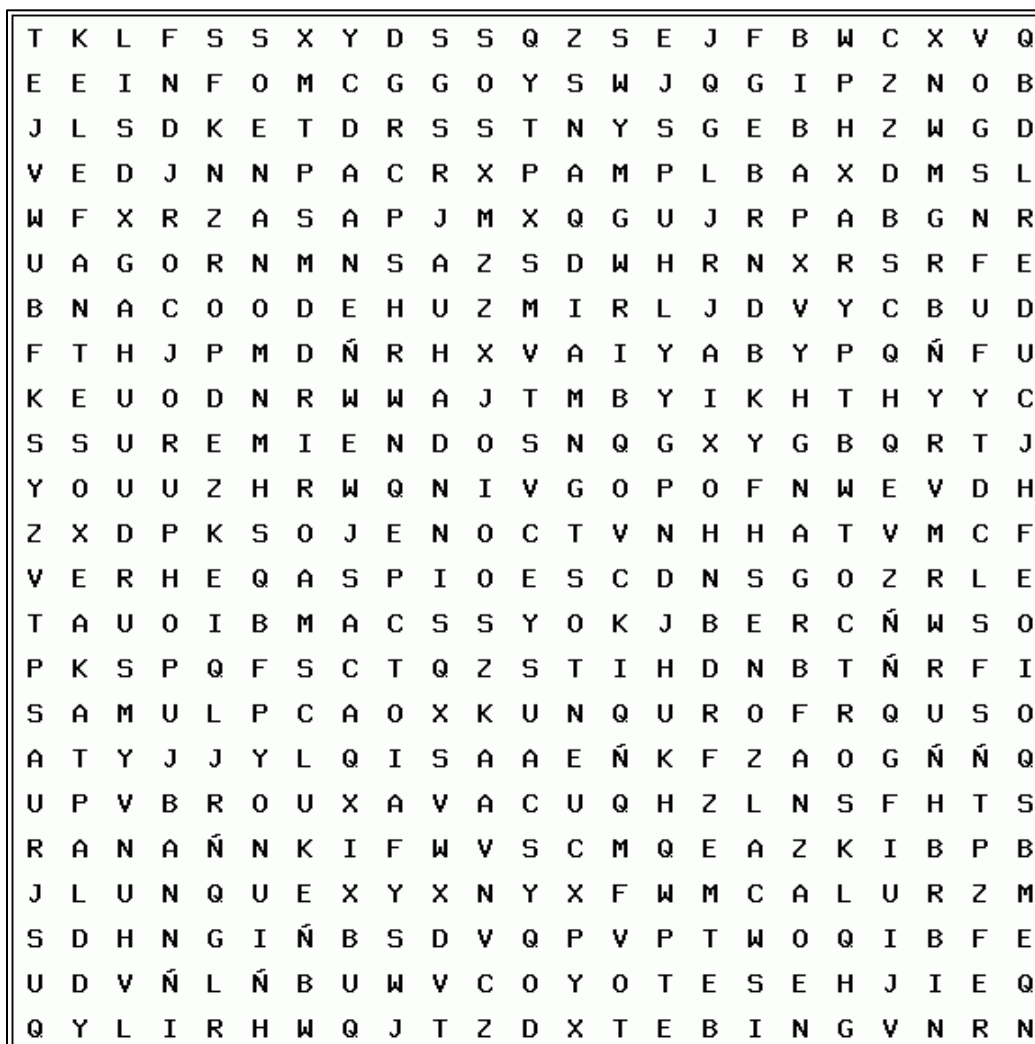 T K L F S S X Y D S S Q Z S E J F B W C X V Q
E E I N F O M C G G O Y S W J Q G I P Z N O B
J L S D K E T D R S S T N Y S G E B H Z W G D
V E D J N N P A C R X P A M P L B A X D M S L
W F X R Z A S A P J M X Q G U J R P A B G N R
U A G O R N M N S A Z S D W H R N X R S R F E
B N A C O O D E H U Z M I R L J D V Y C B U D
F T H J P M D Ñ R H X V A I Y A B Y P Q Ñ F U
K E U O D N R W W A J T M B Y I K H T H Y Y C
S S U R E M I E N D O S N Q G X Y G B Q R T J
Y O U U Z H R W Q N I V G O P O F N W E V D H
Z X D P K S O J E N O C T V N H H A T V M C F
V E R H E Q A S P I O E S C D N S G O Z R L E
T A U O I B M A C S S Y O K J B E R C Ñ W S O
P K S P Q F S C T Q Z S T I H D N B T Ñ R F I
S A M U L P C A O X K U N Q U R O F R Q U S O
A T Y J J Y L Q I S A A E Ñ K F Z A O G Ñ Ñ Q
U P V B R O U X A V A C U Q H Z L N S F H T S
R A N A Ñ N K I F W V S C M Q E A Z K I B P B
J L U N Q U E X Y X N Y X F W M C A L U R Z M
S D H N G I Ñ B S D V Q P V P T W O Q I B F E
U D V Ñ L Ñ B U W V C O Y O T E S E H J I E Q
Q Y L I R H W Q J T Z D X T E B I N G V N R N